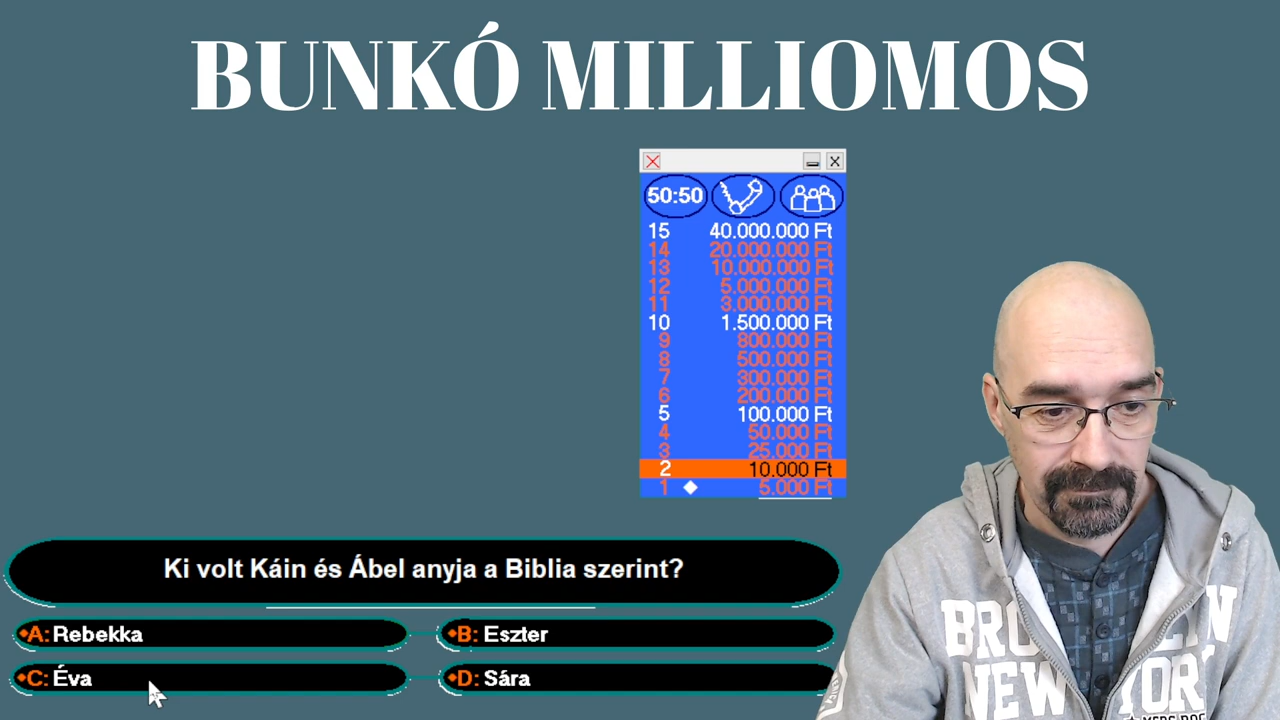 BUNKÓ MILLIOMOS
50:50
15 40.000.000 Ft
14 20.000.000 Ft
13 10.000.000 Ft
12 5.000.000 Ft
11 3.000.000 Ft
10 1.500.000 Ft
9 800.000 Ft
8 500.000 Ft
7 300.000 Ft
6 200.000 Ft
5 100.000 Ft
4 50.000 Ft
3 25.000 Ft
2 10.000 Ft
1 5.000 Ft
Ki volt Káin és Ábel anyja a Biblia szerint?
A: Rebekka
B: Eszter
C: Éva
D: Sára
NEW YORK